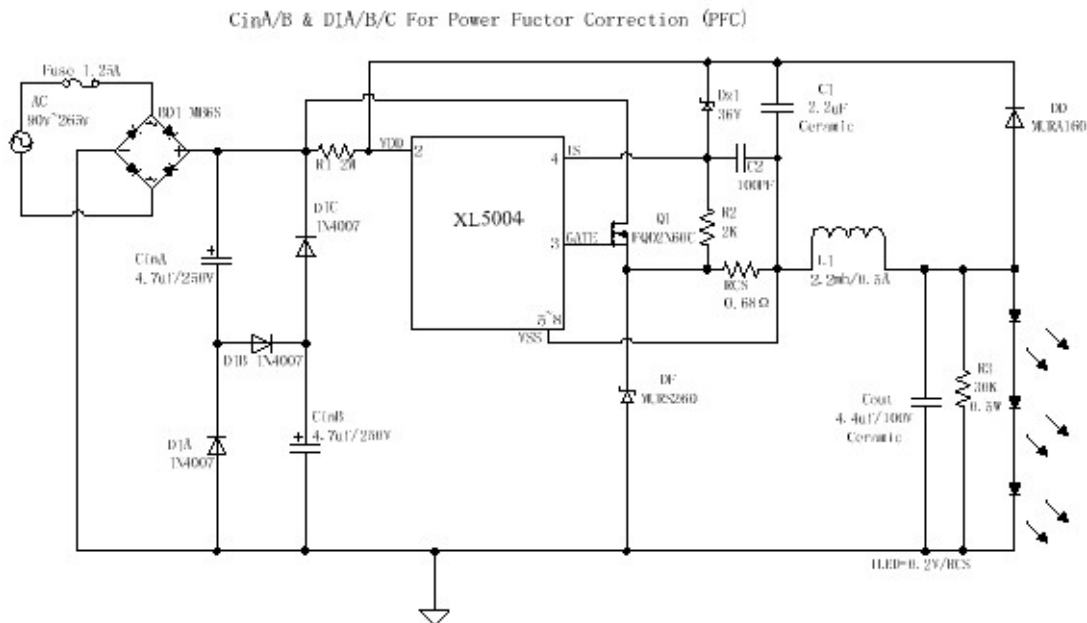 CinA/B & DIA/B/C For Power Fuctor Correction (PFC)
Fuse 1.25A
AC
90v~265v
BD1 MB6S
R1 2M
VDD
2
DIC
1N4007
CinA
4.7uf/250V
DIB 1N4007
DIA
1N4007
CinB
4.7uf/250V
XL5004
4
IS
3
GATE
5~8
VSS
Q1
FQD2N60C
Dz1
36V
C1
2.2uF
Ceramic
C2
100PF
R2
2K
RCS
0.68Ω
DF
MURS260
L1
2.2mh/0.5A
DD
MURA160
Cout
4.4uf/100V
Ceramic
R3
30K
0.5W
ILED=0.2V/RCS